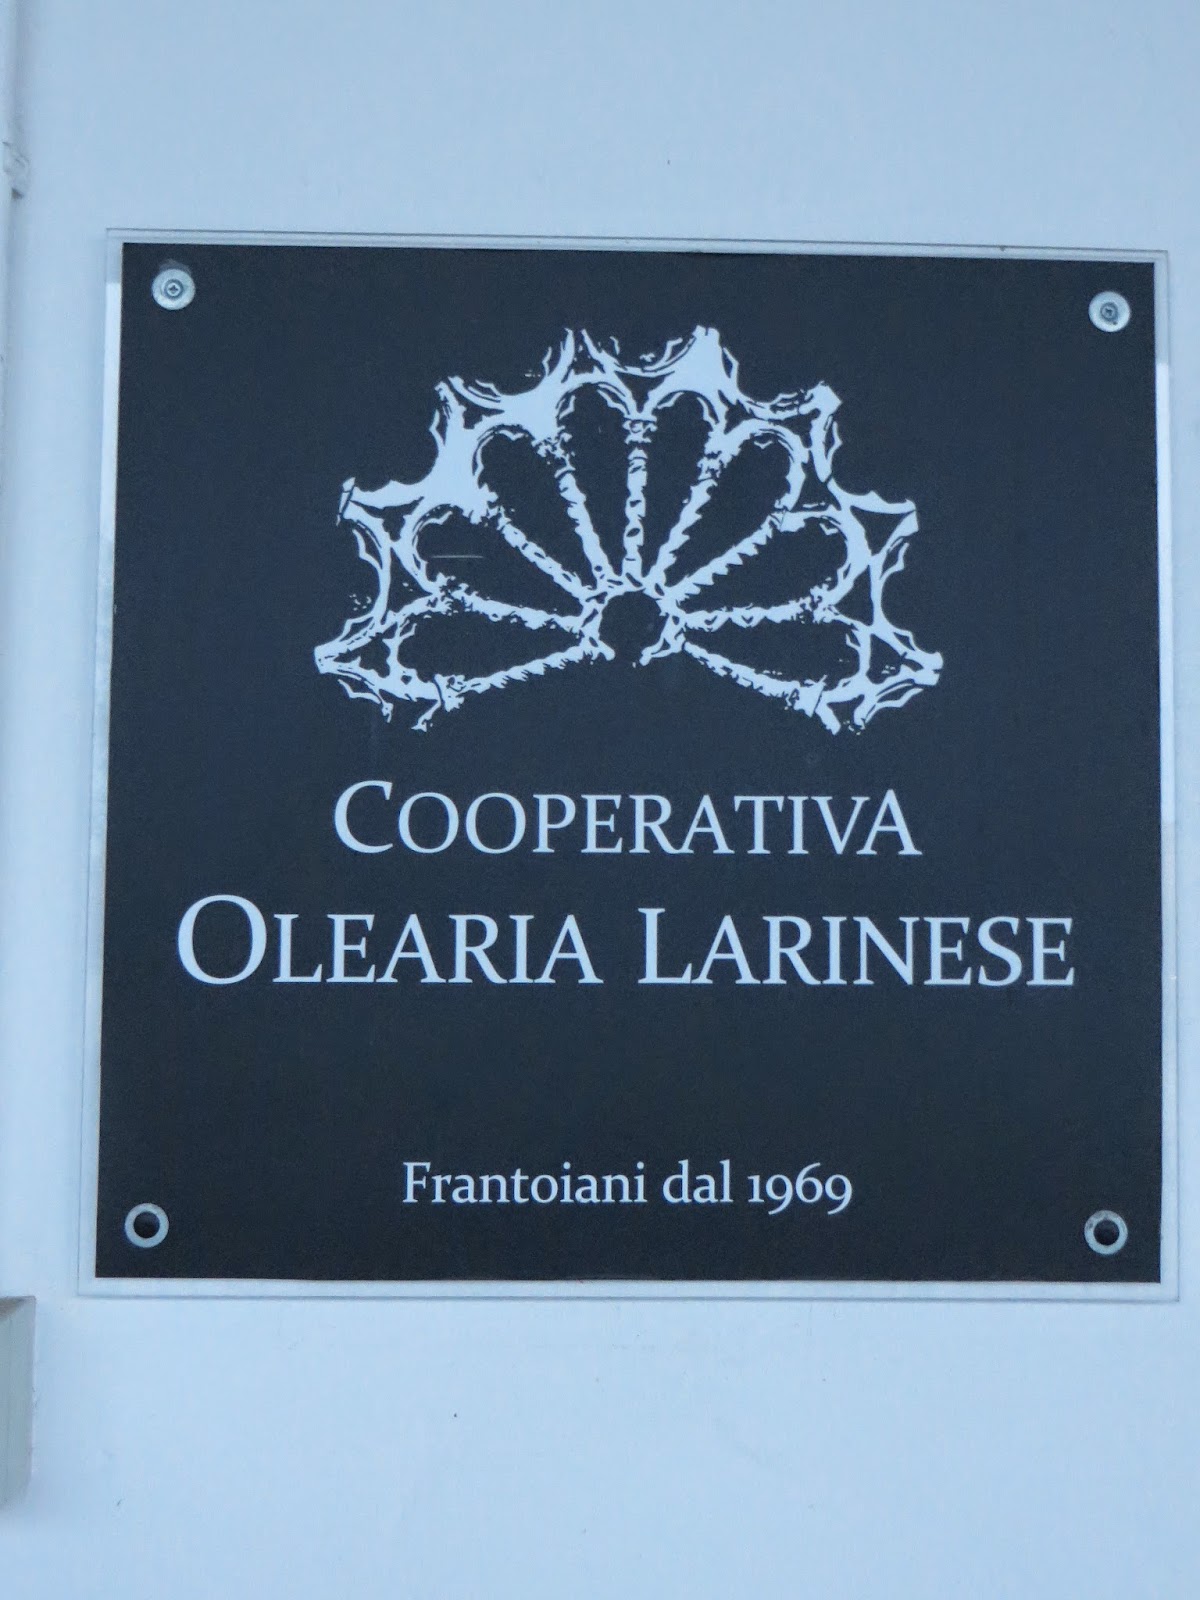 COOPERATIVA
OLEARIA LARINESE
Frantoiani dal 1969